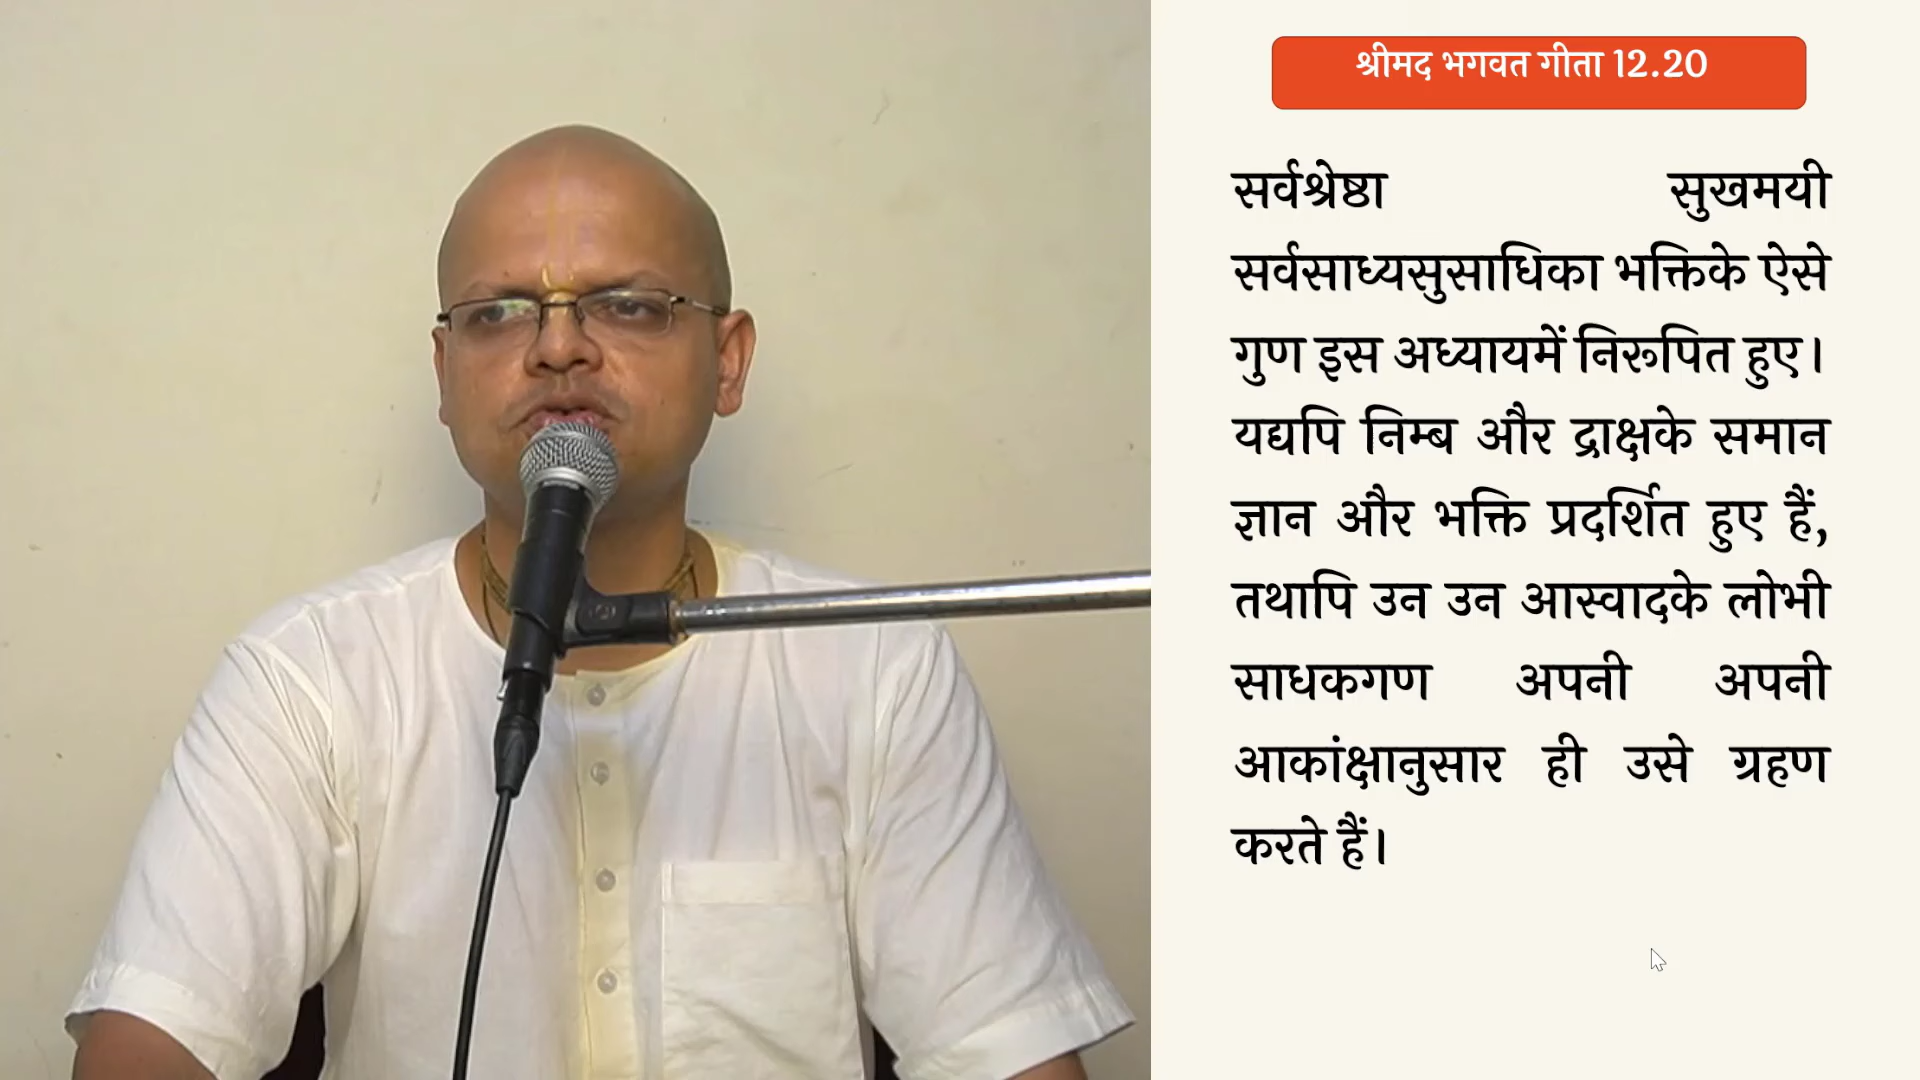 श्रीमद भगवत गीता 12.20
सर्वश्रेष्ठा सुखमयी
सर्वसाध्यसुसाधिका भक्तिके ऐसे
गुण इस अध्यायमें निरूपित हुए।
यद्यपि निम्ब और द्राक्षके समान
ज्ञान और भक्ति प्रदर्शित हुए हैं,
तथापि उन उन आस्वादके लोभी
साधकगण अपनी अपनी
आकांक्षानुसार ही उसे ग्रहण
करते हैं।